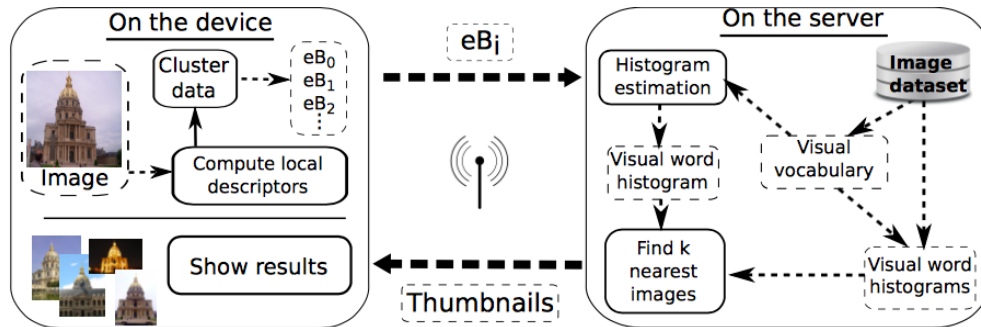 On the device
Cluster
data
eB0
eB1
eB2
Image
Compute local
descriptors
Show results
eBi
Thumbnails
On the server
Histogram
estimation
Image
dataset
Visual word
histogram
Visual
vocabulary
Find k
nearest
images
Visual word
histograms